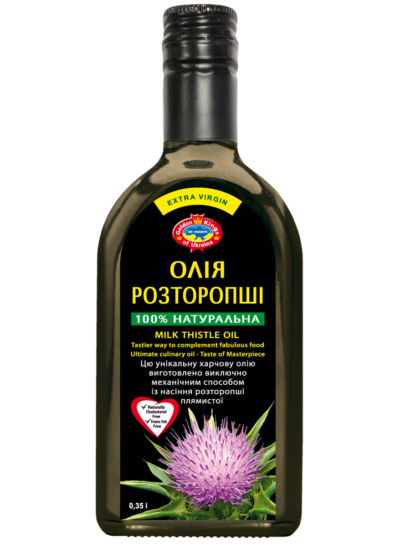 EXTRA VIRGIN
Golden Kings
of Ukraine
ОЛІЯ
РОЗТОРОПШІ
100% НАТУРАЛЬНА
MILK THISTLE OIL
Tastier way to complement fabulous food
Ultimate culinary oil - Taste of Masterpiece
Цю унікальну харчову олію
виготовлено виключно
механічним способом
із насіння розторопші
плямистої
Naturally
Cholesterol
Free
Trans Fat
Free
0,35 l